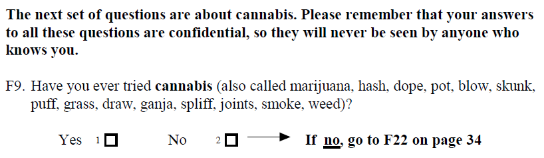 The next set of questions are about cannabis. Please remember that your answers
to all these questions are confidential, so they will never be seen by anyone who
knows you.
F9. Have you ever tried cannabis (also called marijuana, hash, dope, pot, blow, skunk,
puff, grass, draw, ganja, spliff, joints, smoke, weed)?
Yes 1 No 2 If no, go to F22 on page 34